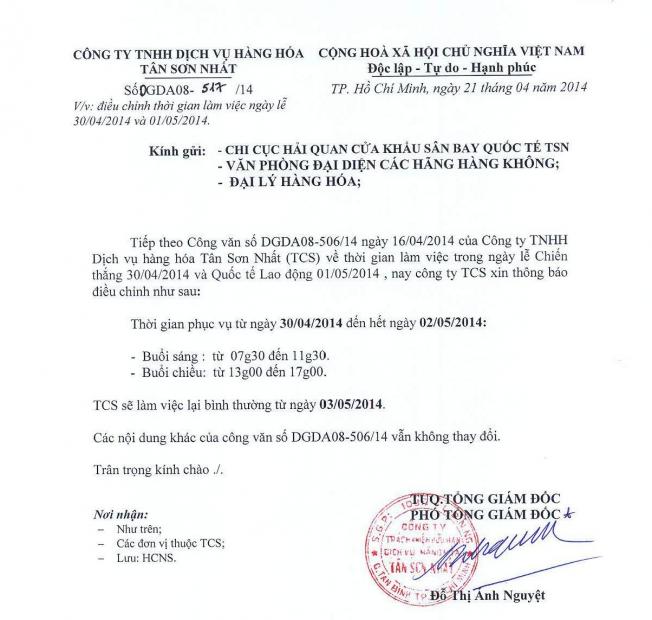 CÔNG TY TNHH DỊCH VỤ HÀNG HÓA
TÂN SƠN NHẤT
SốDGDA08- 517 /14
V/v: điều chỉnh thời gian làm việc ngày lễ
30/04/2014 và 01/05/2014.
CỘNG HOÀ XÃ HỘI CHỦ NGHĨA VIỆT NAM
Độc lập - Tự do - Hạnh phúc
TP. Hồ Chí Minh, ngày 21 tháng 04 năm 2014
Kính gửi: - CHI CỤC HẢI QUAN CỬA KHẨU SÂN BAY QUỐC TẾ TSN
- VĂN PHÒNG ĐẠI DIỆN CÁC HÃNG HÀNG KHÔNG;
- ĐẠI LÝ HÀNG HÓA;
Tiếp theo Công văn số DGDA08-506/14 ngày 16/04/2014 của Công ty TNHH
Dịch vụ hàng hóa Tân Sơn Nhất (TCS) về thời gian làm việc trong ngày lễ Chiến
thắng 30/04/2014 và Quốc tế Lao động 01/05/2014 , nay công ty TCS xin thông báo
điều chỉnh như sau:
Thời gian phục vụ từ ngày 30/04/2014 đến hết ngày 02/05/2014:
- Buổi sáng : từ 07g30 đến 11g30.
- Buổi chiều: từ 13g00 đến 17g00.
TCS sẽ làm việc lại bình thường từ ngày 03/05/2014.
Các nội dung khác của công văn số DGDA08-506/14 vẫn không thay đổi.
Trân trọng kính chào ./.
Nơi nhận:
– Như trên;
– Các đơn vị thuộc TCS;
– Lưu: HCNS.
TUQ.TỔNG GIÁM ĐỐC
PHÓ TỔNG GIÁM ĐỐC
CÔNG TY
TRÁCH NHIỆM HỮU HẠN
DỊCH VỤ HÀNG HÓA
TÂN SƠN NHẤT
Đỗ Thị Ánh Nguyệt